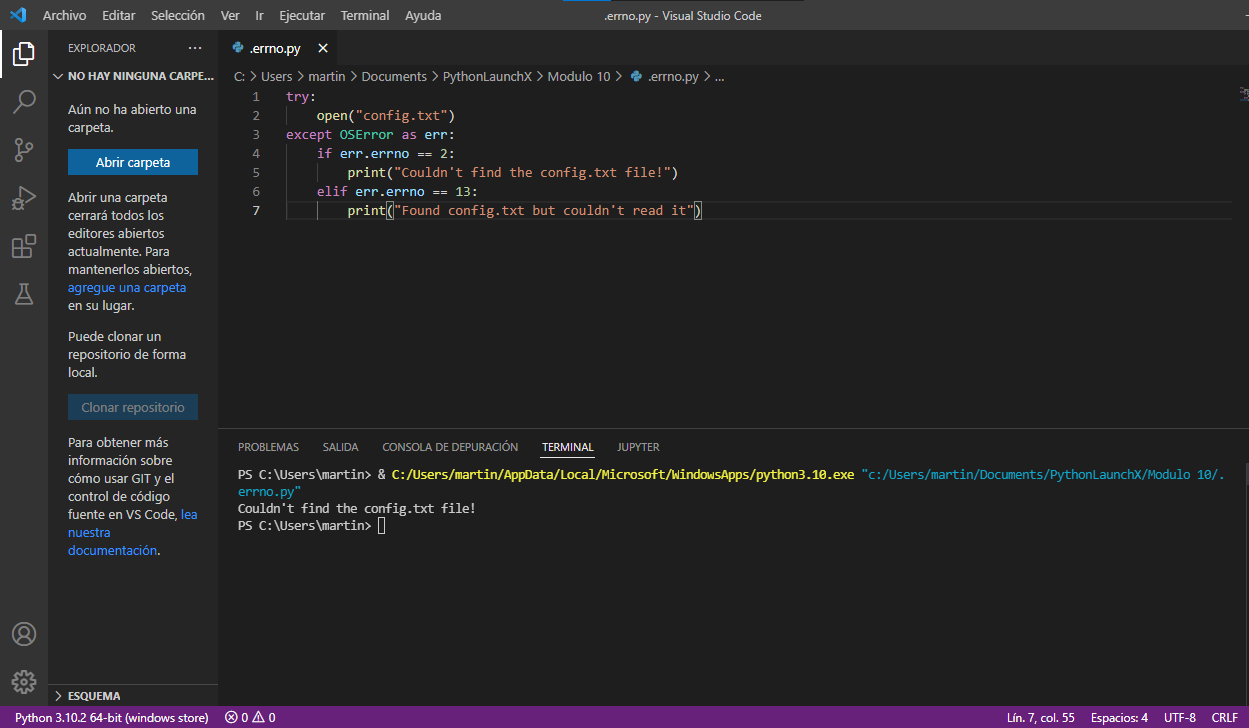 Archivo Editar Selección Ver Ir Ejecutar Terminal Ayuda
.errno.py - Visual Studio Code
EXPLORADOR ...
NO HAY NINGUNA CARPE...
Aún no ha abierto una
carpeta.
Abrir carpeta
Abrir una carpeta
cerrará todos los
editores abiertos
actualmente. Para
mantenerlos abiertos,
agregue una carpeta
en su lugar.
Puede clonar un
repositorio de forma
local.
Clonar repositorio
Para obtener más
información sobre
cómo usar GIT y el
control de código
fuente en VS Code, lea
nuestra
documentación.
ESQUEMA
.errno.py
C: > Users > martin > Documents > PythonLaunchX > Modulo 10 > .errno.py > ...
1 try:
2     open("config.txt")
3 except OSError as err:
4     if err.errno == 2:
5         print("Couldn't find the config.txt file!")
6     elif err.errno == 13:
7         print("Found config.txt but couldn't read it")
PROBLEMAS SALIDA CONSOLA DE DEPURACIÓN TERMINAL JUPYTER
PS C:\Users\martin> & C:/Users/martin/AppData/Local/Microsoft/WindowsApps/python3.10.exe "c:/Users/martin/Documents/PythonLaunchX/Modulo 10/.
errno.py"
Couldn't find the config.txt file!
PS C:\Users\martin>
Python 3.10.2 64-bit (windows store) 0 0
Lín. 7, col. 55 Espacios: 4 UTF-8 CRLF